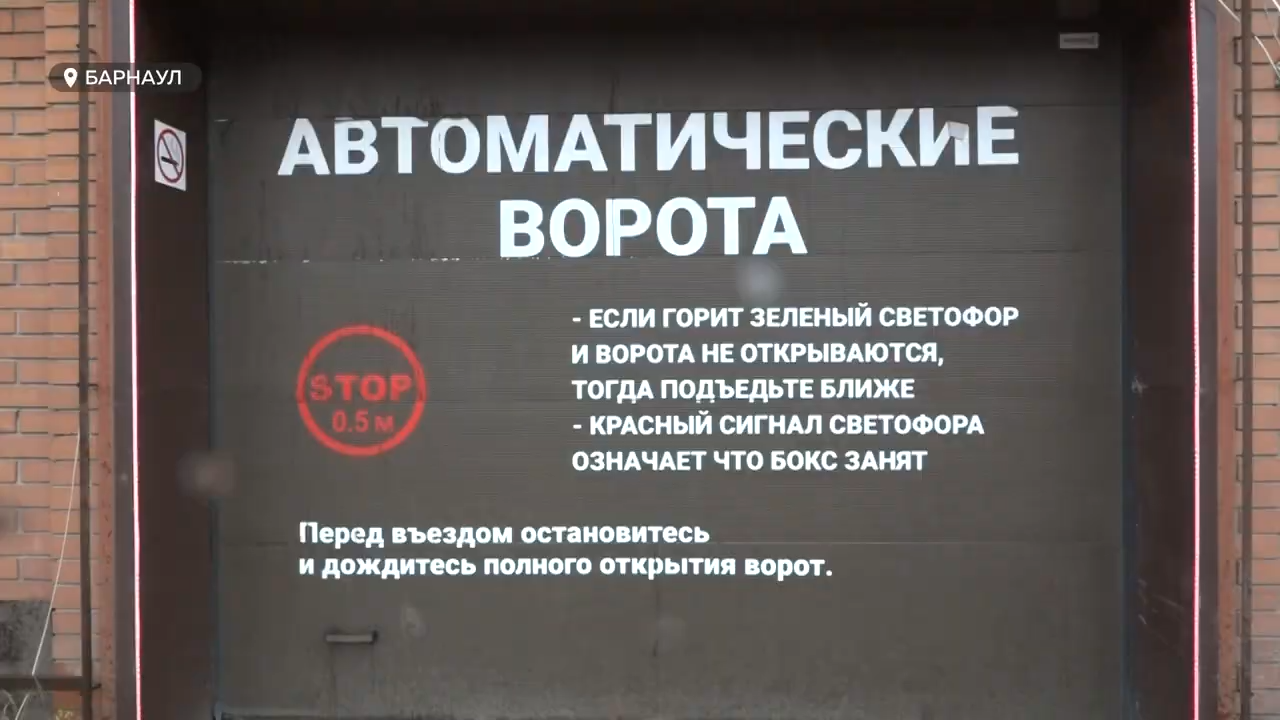 БАРНАУЛ
АВТОМАТИЧЕСКИЕ
ВОРОТА
- ЕСЛИ ГОРИТ ЗЕЛЕНЫЙ СВЕТОФОР
И ВОРОТА НЕ ОТКРЫВАЮТСЯ,
ТОГДА ПОДЪЕДЬТЕ БЛИЖЕ
- КРАСНЫЙ СИГНАЛ СВЕТОФОРА
ОЗНАЧАЕТ ЧТО БОКС ЗАНЯТ
STOP
0.5 м
Перед въездом остановитесь
и дождитесь полного открытия ворот.